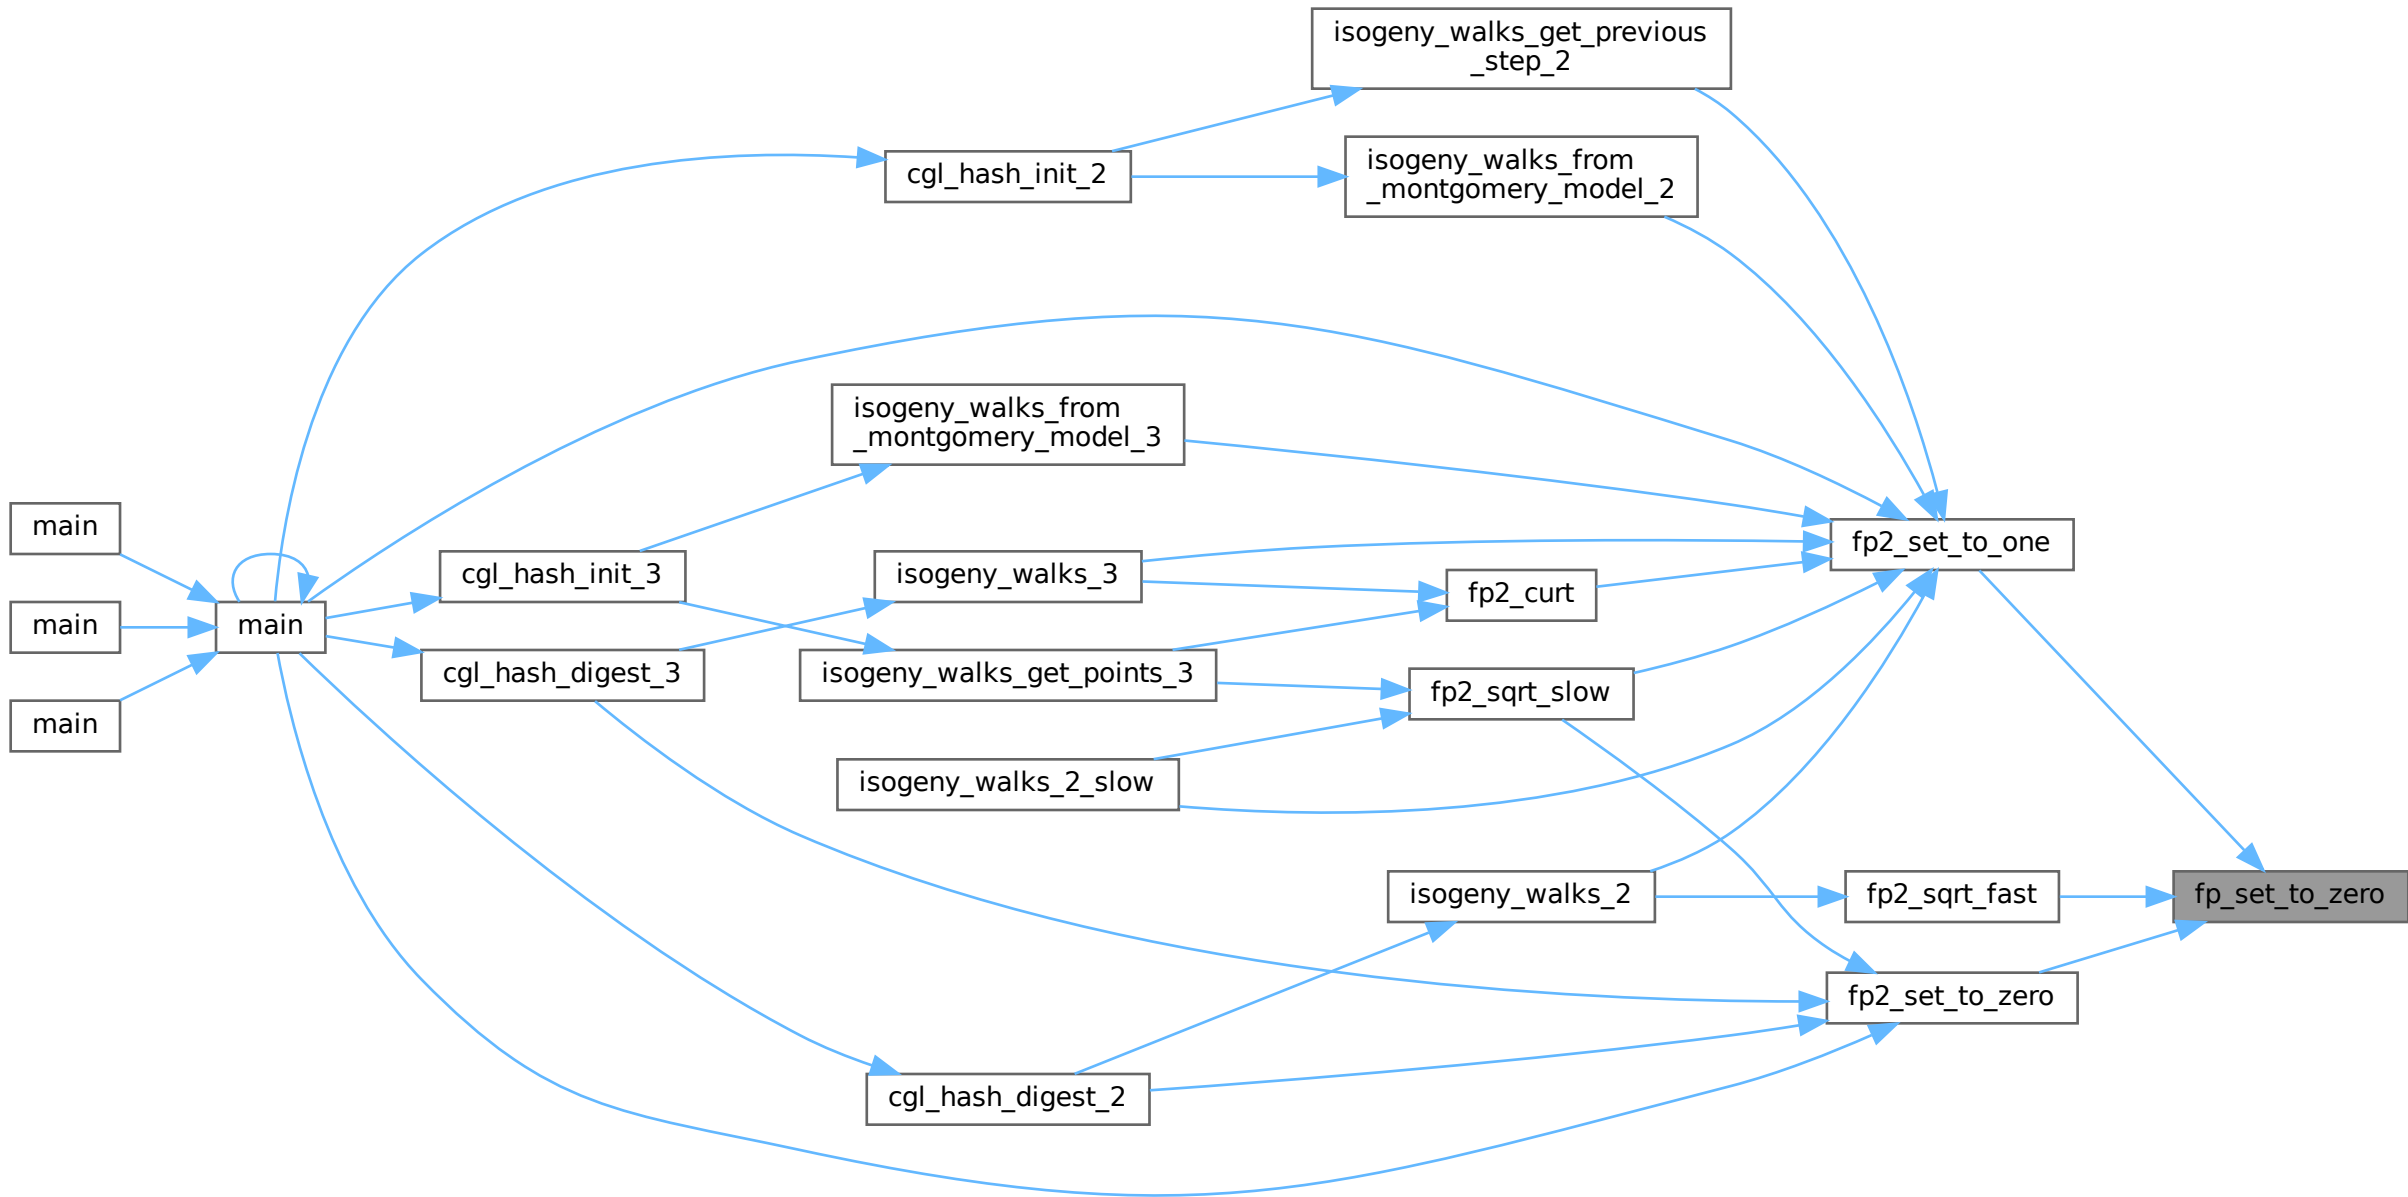 isogeny_walks_get_previous
_step_2
isogeny_walks_from
_montgomery_model_2
cgl_hash_init_2
isogeny_walks_from
_montgomery_model_3
main
fp2_set_to_one
cgl_hash_init_3
isogeny_walks_3
fp2_curt
main
main
cgl_hash_digest_3
isogeny_walks_get_points_3
fp2_sqrt_slow
main
isogeny_walks_2_slow
isogeny_walks_2
fp2_sqrt_fast
fp_set_to_zero
fp2_set_to_zero
cgl_hash_digest_2